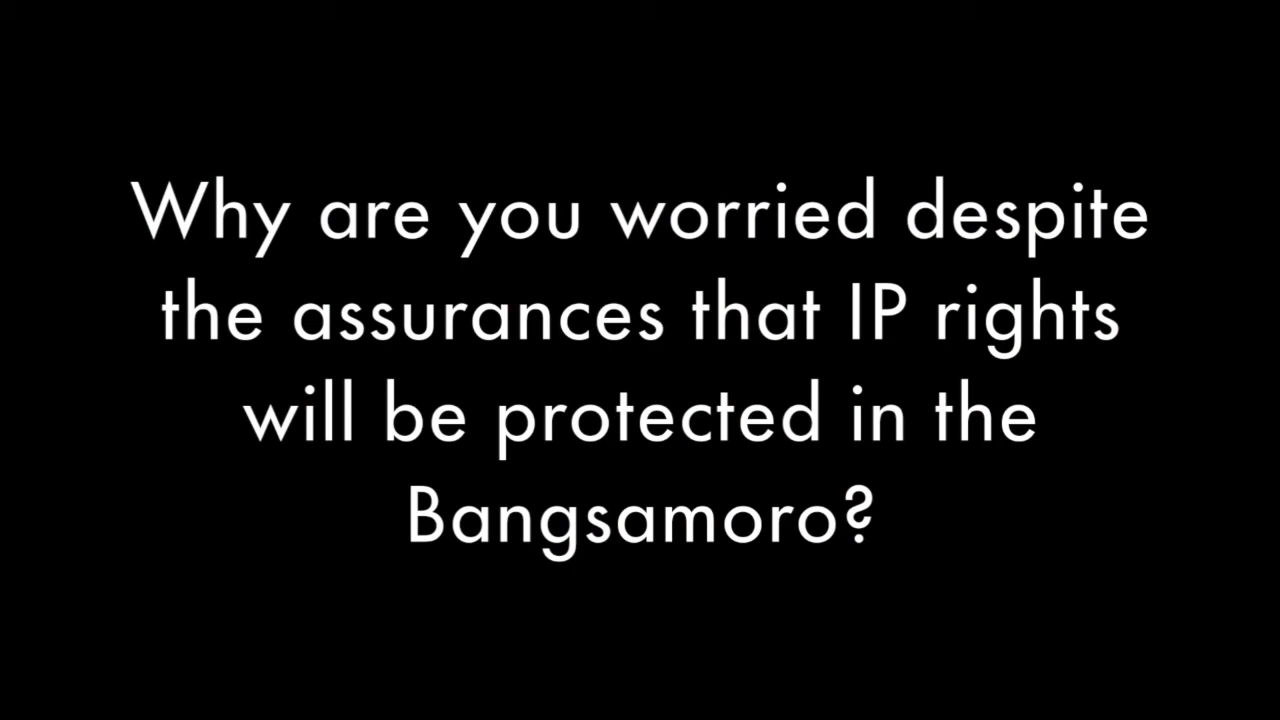 Why are you worried despite
the assurances that IP rights
will be protected in the
Bangsamoro?